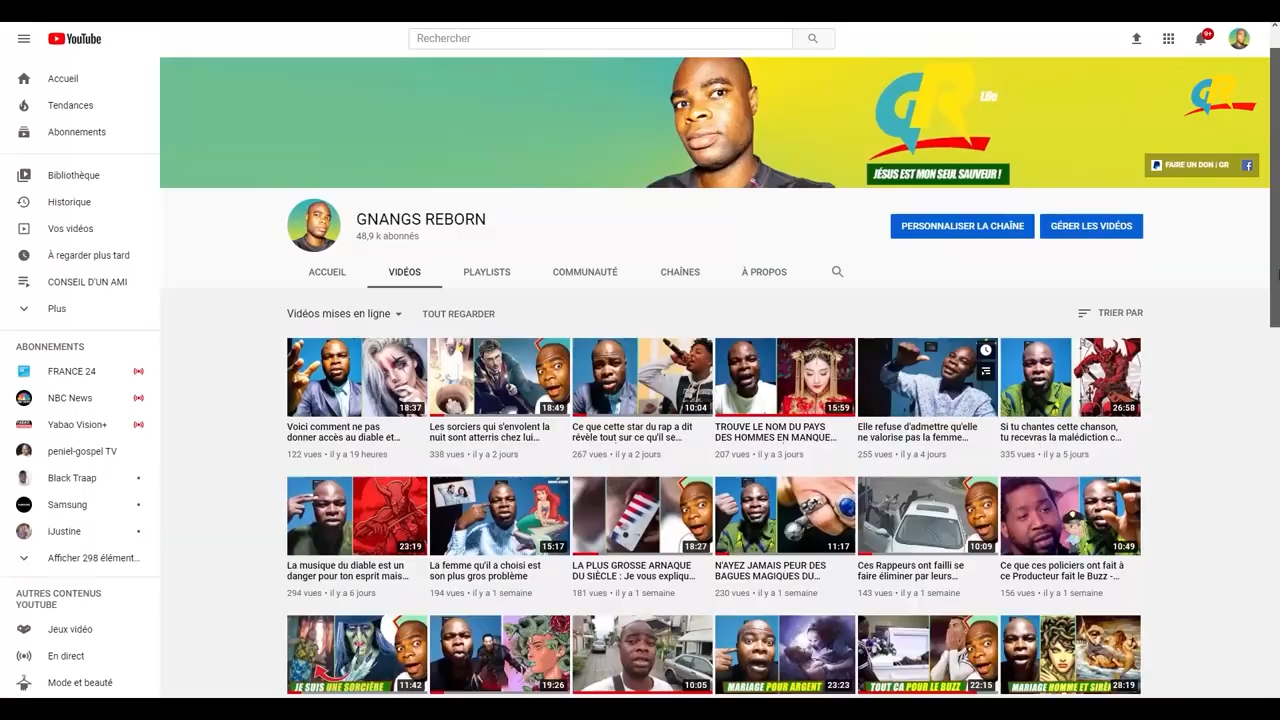 YouTube
Rechercher
9+
Accueil
Tendances
Abonnements
Bibliothèque
Historique
Vos vidéos
À regarder plus tard
CONSEIL D'UN AMI
Plus
ABONNEMENTS
FRANCE 24
NBC News
Yabao Vision+
peniel-gospel TV
Black Traap
Samsung
iJustine
Afficher 298 élément...
AUTRES CONTENUS
YOUTUBE
Jeux vidéo
En direct
Mode et beauté
GR Life
JÉSUS EST MON SEUL SAUVEUR !
GR
FAIRE UN DON | GR
GNANGS REBORN
48,9 k abonnés
PERSONNALISER LA CHAÎNE
GÉRER LES VIDÉOS
ACCUEIL
VIDÉOS
PLAYLISTS
COMMUNAUTÉ
CHAÎNES
À PROPOS
Vidéos mises en ligne
TOUT REGARDER
TRIER PAR
18:37
Voici comment ne pas
donner accès au diable et...
122 vues • il y a 19 heures
18:49
Les sorciers qui s'envolent la
nuit sont atterris chez lui...
338 vues • il y a 2 jours
10:04
Ce que cette star du rap a dit
révèle tout sur ce qu'il se...
267 vues • il y a 2 jours
15:59
TROUVE LE NOM DU PAYS
DES HOMMES EN MANQUE...
207 vues • il y a 3 jours
Elle refuse d'admettre qu'elle
ne valorise pas la femme...
255 vues • il y a 4 jours
26:58
Si tu chantes cette chanson,
tu recevras la malédiction c...
335 vues • il y a 5 jours
23:19
La musique du diable est un
danger pour ton esprit mais...
294 vues • il y a 6 jours
15:17
La femme qu'il a choisi est
son plus gros problème
194 vues • il y a 1 semaine
18:27
LA PLUS GROSSE ARNAQUE
DU SIÈCLE : Je vous expliqu...
181 vues • il y a 1 semaine
11:17
N'AYEZ JAMAIS PEUR DES
BAGUES MAGIQUES DU...
230 vues • il y a 1 semaine
10:09
Ces Rappeurs ont failli se
faire éliminer par leurs...
143 vues • il y a 1 semaine
10:49
Ce que ces policiers ont fait à
ce Producteur fait le Buzz -...
156 vues • il y a 1 semaine
JE SUIS UNE SORCIÈRE
11:42
19:26
10:05
MARIAGE POUR ARGENT
23:23
TOUT ÇA POUR LE BUZZ
22:15
MARIAGE HOMME ET SIRÈ
28:19